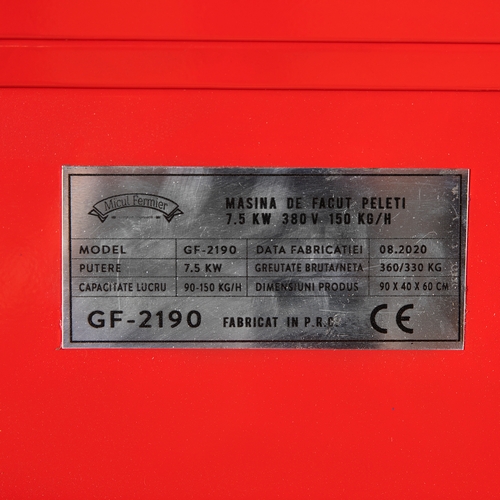 Micul Fermier
MASINA DE FACUT PELETI
7.5 KW 380 V 150 KG/H
MODEL GF-2190 DATA FABRICATIEI 08.2020
PUTERE 7.5 KW GREUTATE BRUTA/NETA 360/330 KG
CAPACITATE LUCRU 90-150 KG/H DIMENSIUNI PRODUS 90 X 40 X 60 CM
GF-2190 FABRICAT IN P.R.C. CE